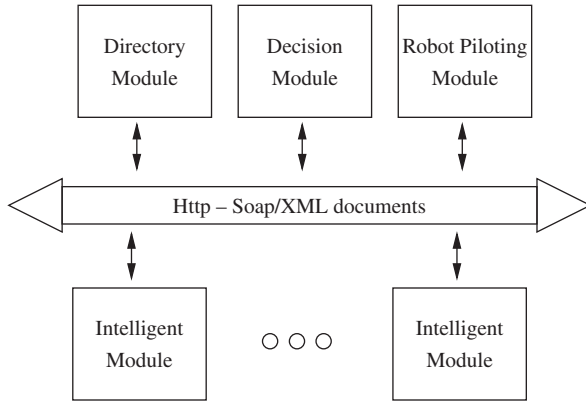 Directory
Module
Decision
Module
Robot Piloting
Module
Http – Soap/XML documents
Intelligent
Module
Intelligent
Module